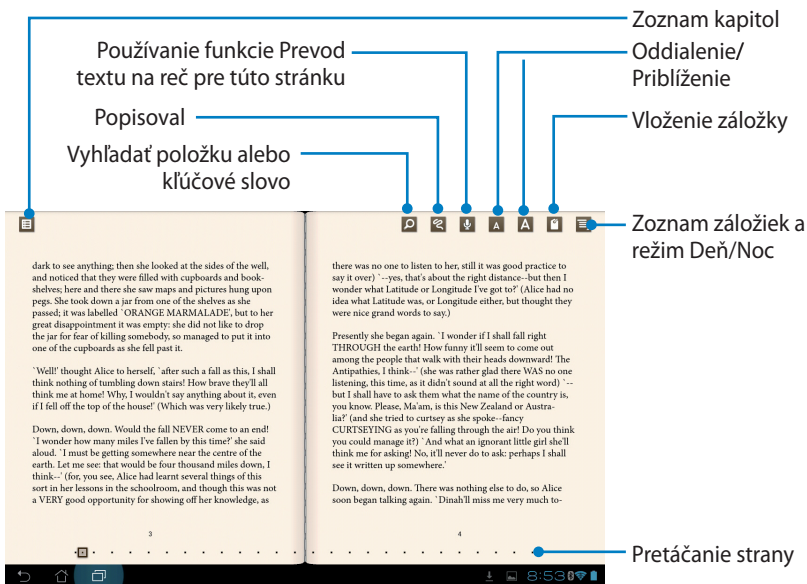 Zoznam kapitol
Používanie funkcie Prevod
textu na reč pre túto stránku
Oddialenie/
Priblíženie
Popisoval
Vloženie záložky
Vyhľadať položku alebo
kľúčové slovo
Zoznam záložiek a
režim Deň/Noc
A
A
dark to see anything; then she looked at the sides of the well,
and noticed that they were filled with cupboards and book-
shelves; here and there she saw maps and pictures hung upon
pegs. She took down a jar from one of the shelves as she
passed; it was labelled `ORANGE MARMALADE', but to her
great disappointment it was empty: she did not like to drop
the jar for fear of killing somebody, so managed to put it into
one of the cupboards as she fell past it.
`Well!' thought Alice to herself, `after such a fall as this, I shall
think nothing of tumbling down stairs! How brave they'll all
think me at home! Why, I wouldn't say anything about it, even
if I fell off the top of the house!' (Which was very likely true.)
Down, down, down. Would the fall NEVER come to an end!
`I wonder how many miles I've fallen by this time?' she said
aloud. `I must be getting somewhere near the centre of the
earth. Let me see: that would be four thousand miles down, I
think--' (for, you see, Alice had learnt several things of this
sort in her lessons in the schoolroom, and though this was not
a VERY good opportunity for showing off her knowledge, as
3
there was no one to listen to her, still it was good practice to
say it over) `--yes, that's about the right distance--but then I
wonder what Latitude or Longitude I've got to?' (Alice had no
idea what Latitude was, or Longitude either, but thought they
were nice grand words to say.)
Presently she began again. `I wonder if I shall fall right
THROUGH the earth! How funny it'll seem to come out
among the people that walk with their heads downward! The
Antipathies, I think--' (she was rather glad there WAS no one
listening, this time, as it didn't sound at all the right word) `--
but I shall have to ask them what the name of the country is,
you know. Please, Ma'am, is this New Zealand or Austra-
lia?' (and she tried to curtsey as she spoke--fancy
CURTSEYING as you're falling through the air! Do you think
you could manage it?) `And what an ignorant little girl she'll
think me for asking! No, it'll never do to ask: perhaps I shall
see it written up somewhere.'
Down, down, down. There was nothing else to do, so Alice
soon began talking again. `Dinah'll miss me very much to-
4
Pretáčanie strany
8:53